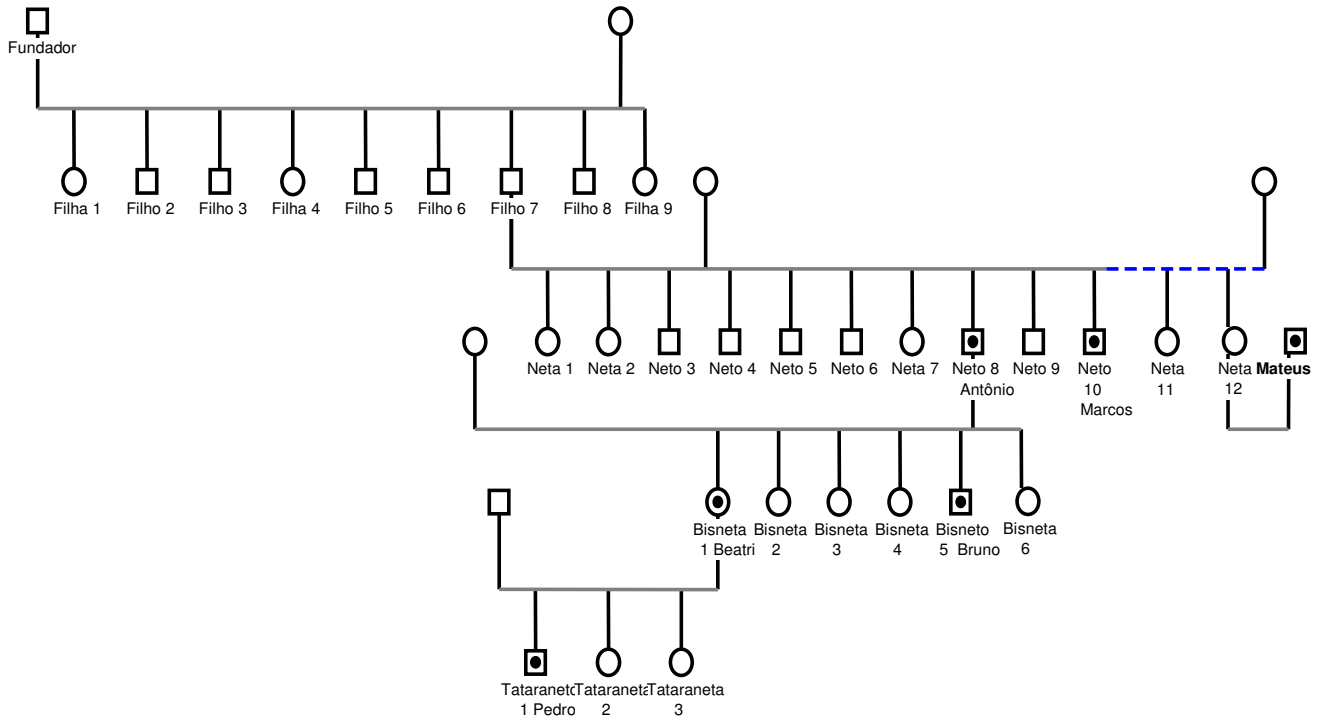 Fundador
Filha 1 Filho 2 Filho 3 Filha 4 Filho 5 Filho 6 Filho 7 Filho 8 Filha 9
Neta 1 Neta 2 Neto 3 Neto 4 Neto 5 Neto 6 Neta 7 Neto 8 Neto 9 Neto Neta Neta Mateus
Antônio 10 11 12
Marcos
Bisneta Bisneta Bisneta Bisneta Bisneto Bisneta
1 Beatri 2 3 4 5 Bruno 6
Tataranetc Tataraneta Tataraneta
1 Pedro 2 3